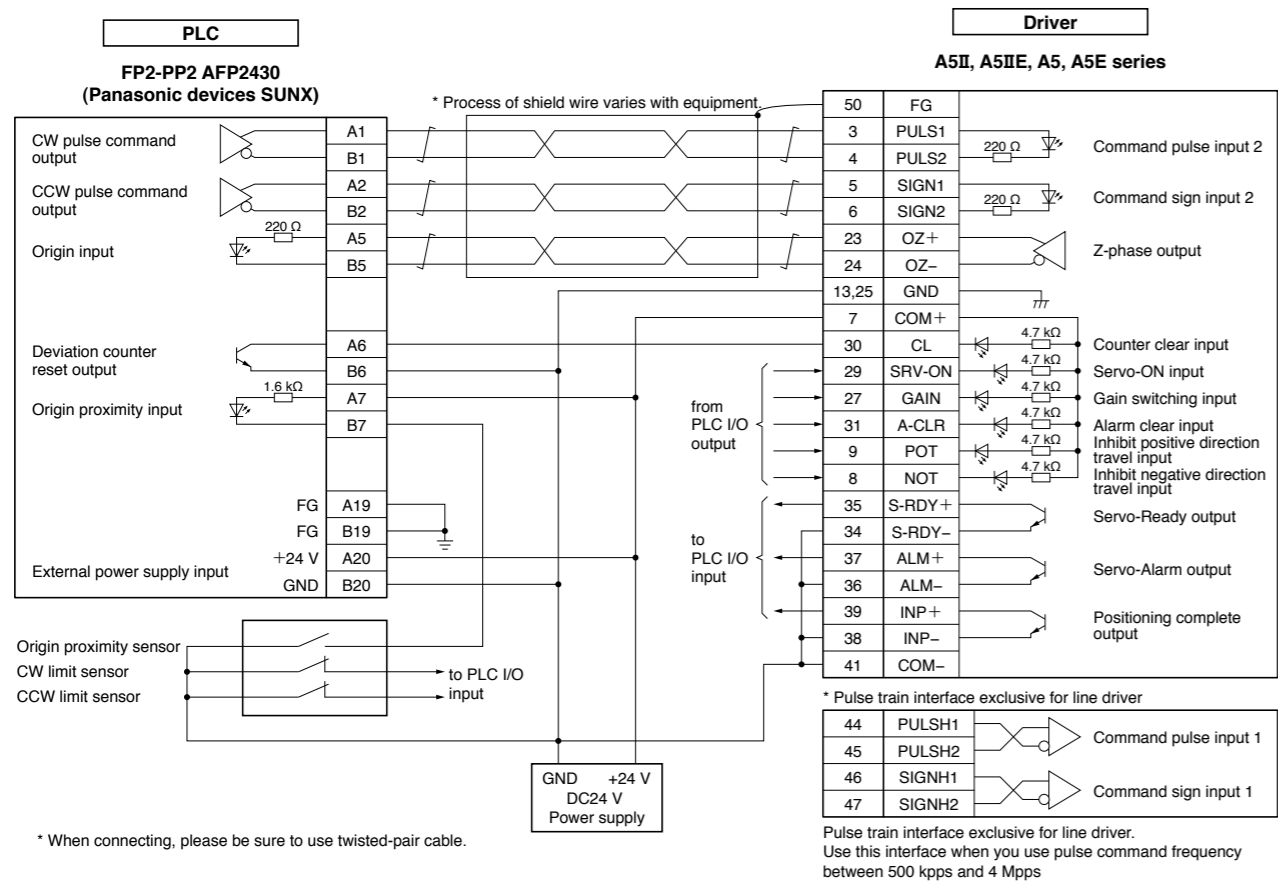 PLC
FP2-PP2 AFP2430
(Panasonic devices SUNX)
Driver
A5II, A5IIE, A5, A5E series
* Process of shield wire varies with equipment.
CW pulse command
output
A1
B1
CCW pulse command
output
A2
B2
Origin input
220 Ω
A5
B5
Deviation counter
reset output
A6
B6
Origin proximity input
1.6 kΩ
A7
B7
FG A19
FG B19
External power supply input
+24 V A20
GND B20
Origin proximity sensor
CW limit sensor
CCW limit sensor
to PLC I/O
input
GND +24 V
DC24 V
Power supply
from
PLC I/O
output
to
PLC I/O
input
50 FG
3 PULS1
4 PULS2
220 Ω
Command pulse input 2
5 SIGN1
6 SIGN2
220 Ω
Command sign input 2
23 OZ+
24 OZ−
Z-phase output
13,25 GND
7 COM+
30 CL 4.7 kΩ Counter clear input
29 SRV-ON 4.7 kΩ Servo-ON input
27 GAIN 4.7 kΩ Gain switching input
31 A-CLR 4.7 kΩ Alarm clear input
9 POT 4.7 kΩ Inhibit positive direction
travel input
8 NOT 4.7 kΩ Inhibit negative direction
travel input
35 S-RDY+
34 S-RDY−
Servo-Ready output
37 ALM+
36 ALM−
Servo-Alarm output
39 INP+
38 INP−
Positioning complete
output
41 COM−
* Pulse train interface exclusive for line driver
44 PULSH1
45 PULSH2
Command pulse input 1
46 SIGNH1
47 SIGNH2
Command sign input 1
Pulse train interface exclusive for line driver.
Use this interface when you use pulse command frequency
between 500 kpps and 4 Mpps
* When connecting, please be sure to use twisted-pair cable.